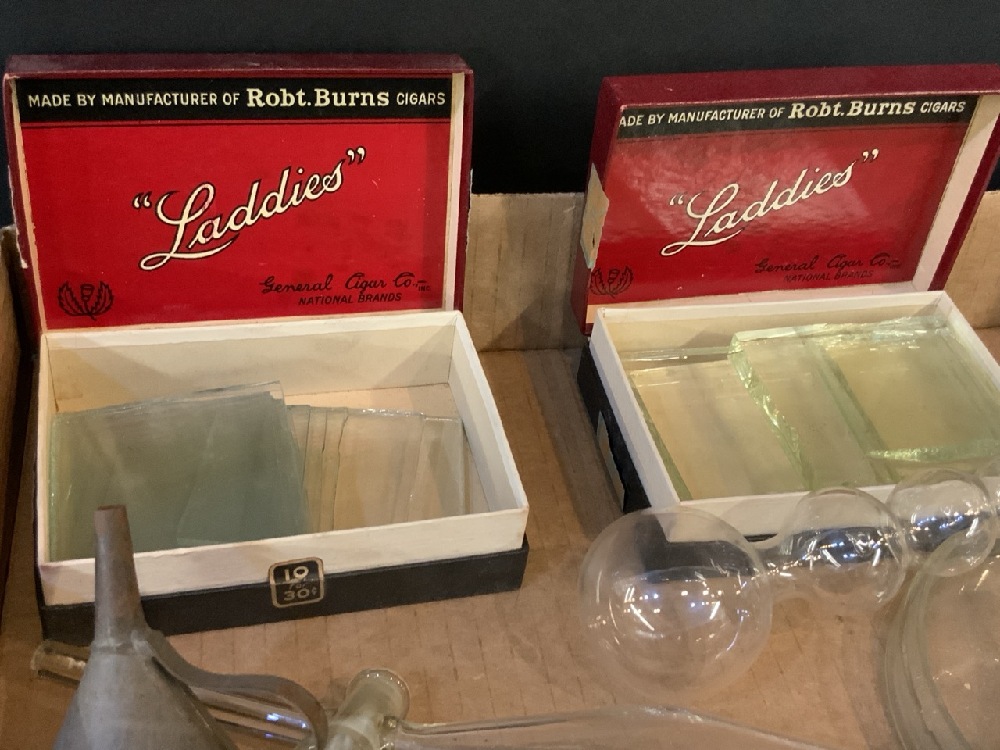 MADE BY MANUFACTURER OF Robt. Burns CIGARS
"Laddies"
General Cigar Co. INC.
NATIONAL BRANDS
10
30¢
ADE BY MANUFACTURER OF Robt. Burns CIGARS
"Laddies"
General Cigar Co.
NATIONAL BRANDS